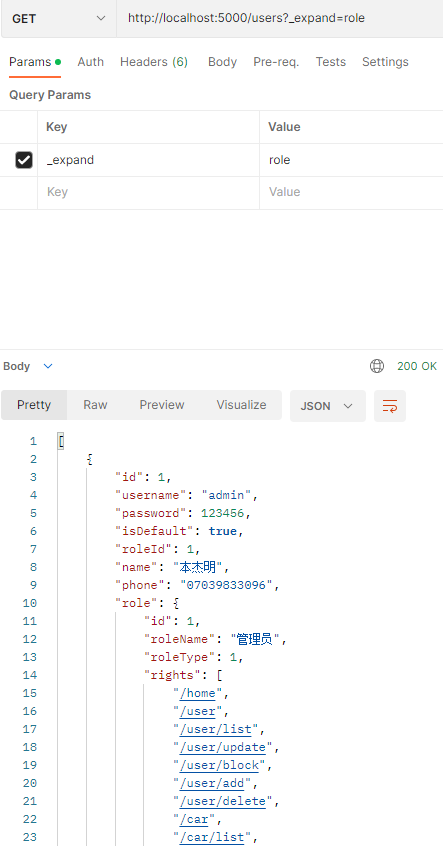 GET http://localhost:5000/users?_expand=role
Params Auth Headers (6) Body Pre-req. Tests Settings
Query Params
Key Value
_expand role
Key Value
Body 200 OK
Pretty Raw Preview Visualize JSON
1 [
2 {
3 "id": 1,
4 "username": "admin",
5 "password": 123456,
6 "isDefault": true,
7 "roleId": 1,
8 "name": "本杰明",
9 "phone": "07039833096",
10 "role": {
11 "id": 1,
12 "roleName": "管理员",
13 "roleType": 1,
14 "rights": [
15 "/home",
16 "/user",
17 "/user/list",
18 "/user/update",
19 "/user/block",
20 "/user/add",
21 "/user/delete",
22 "/car",
23 "/car/list",